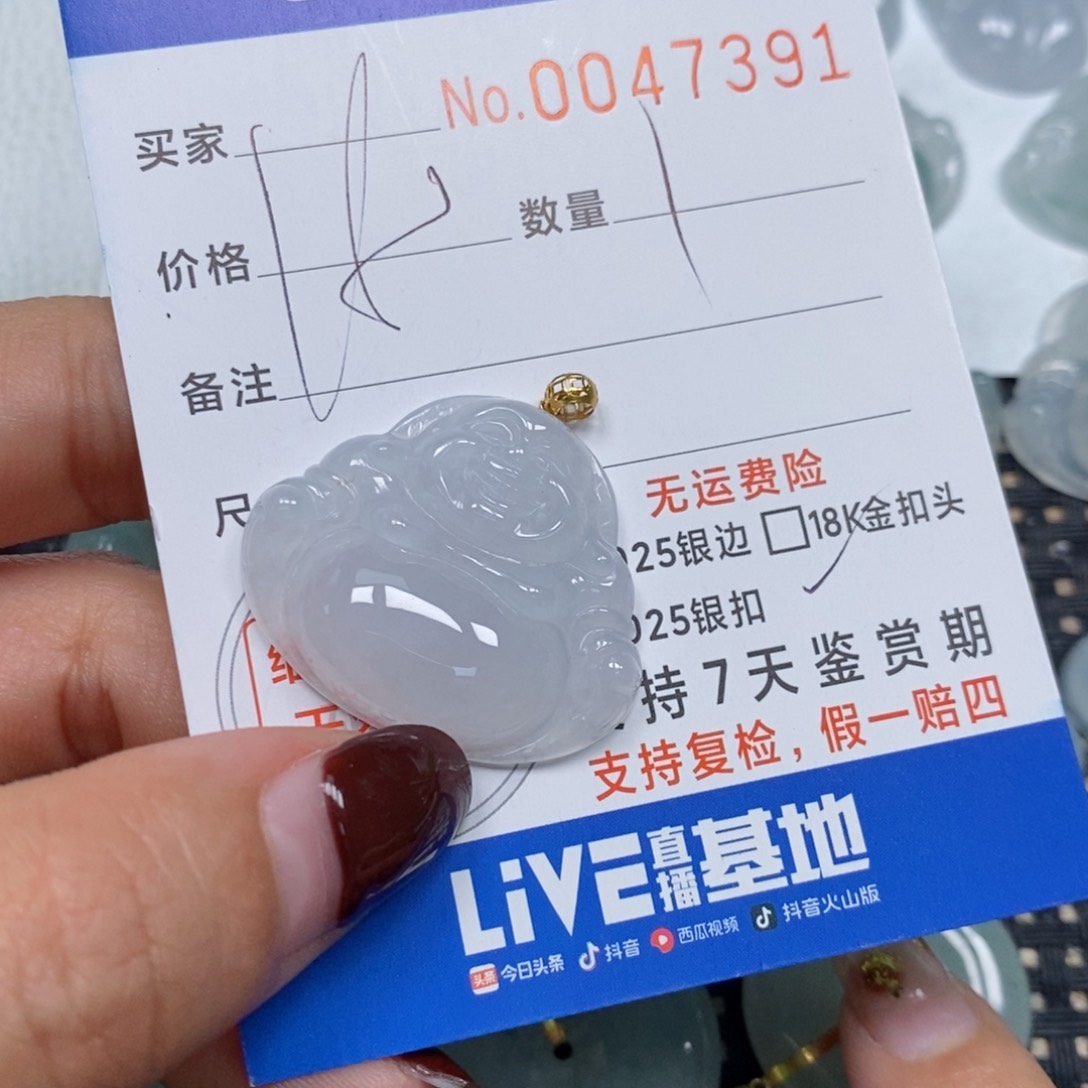 No.0047391
买家
价格 数量 1
备注
尺
无运费险
925银边 □18K金扣头
925银扣
持7天鉴赏期
支持复检，假一赔四
LiVE直播基地
头条 今日头条 抖音 西瓜视频 抖音火山版